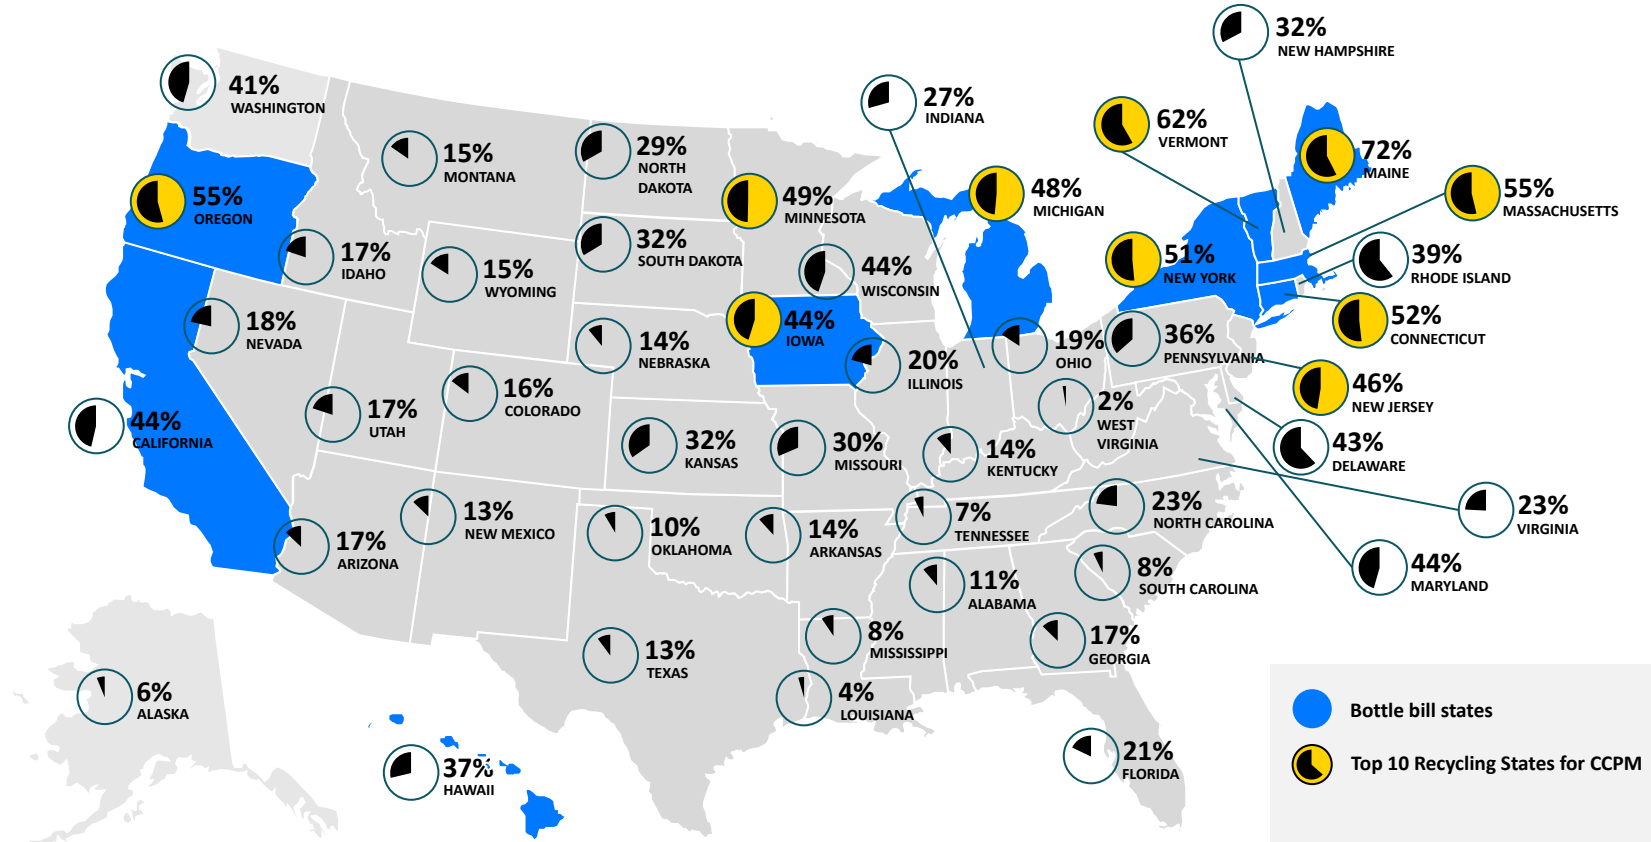 32%
NEW HAMPSHIRE
41%
WASHINGTON
27%
INDIANA
62%
VERMONT
15%
MONTANA
29%
NORTH
DAKOTA
72%
MAINE
49%
MINNESOTA
48%
MICHIGAN
55%
MASSACHUSETTS
55%
OREGON
32%
SOUTH DAKOTA
17%
IDAHO
15%
WYOMING
44%
WISCONSIN
51%
NEW YORK
39%
RHODE ISLAND
18%
NEVADA
14%
NEBRASKA
44%
IOWA
20%
ILLINOIS
19%
OHIO
36%
PENNSYLVANIA
52%
CONNECTICUT
16%
COLORADO
46%
NEW JERSEY
44%
CALIFORNIA
17%
UTAH
32%
KANSAS
30%
MISSOURI
14%
KENTUCKY
2%
WEST
VIRGINIA
43%
DELAWARE
13%
NEW MEXICO
17%
ARIZONA
10%
OKLAHOMA
14%
ARKANSAS
7%
TENNESSEE
23%
NORTH CAROLINA
23%
VIRGINIA
11%
ALABAMA
8%
SOUTH CAROLINA
44%
MARYLAND
13%
TEXAS
8%
MISSISSIPPI
17%
GEORGIA
6%
ALASKA
4%
LOUISIANA
37%
HAWAII
21%
FLORIDA
Bottle bill states
Top 10 Recycling States for CCPM